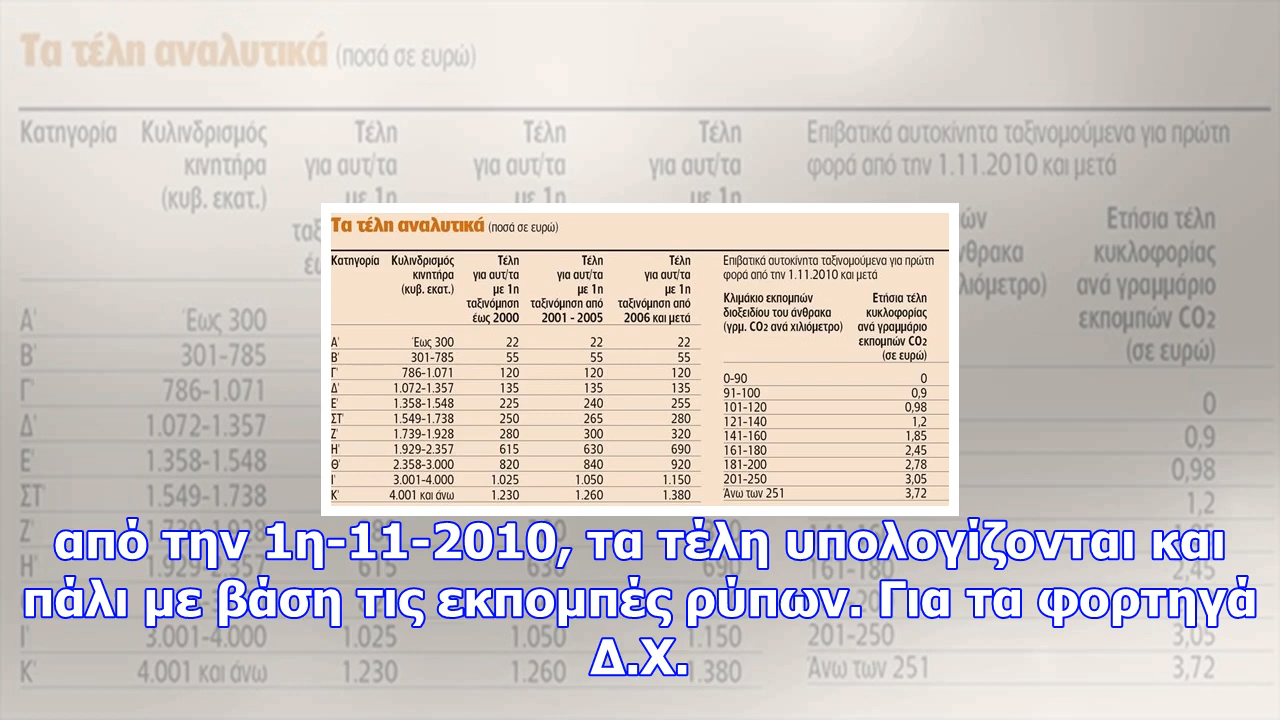 Τα τέλη αναλυτικά (ποσά σε ευρώ)
Κατηγορία Κυλινδρισμός κινητήρα (κυβ. εκατ.) Τέλη για αυτ/τα με 1η ταξινόμηση έως 2000 Τέλη για αυτ/τα με 1η ταξινόμηση από 2001 - 2005 Τέλη για αυτ/τα με 1η ταξινόμηση από 2006 και μετά
Α' Έως 300 22 22 22
Β' 301-785 55 55 55
Γ' 786-1.071 120 120 120
Δ' 1.072-1.357 135 135 135
Ε' 1.358-1.548 225 240 255
ΣΤ' 1.549-1.738 250 265 280
Ζ' 1.739-1.928 280 300 320
Η' 1.929-2.357 615 630 690
Θ' 2.358-3.000 820 840 920
Ι' 3.001-4.000 1.025 1.050 1.150
Κ' 4.001 και άνω 1.230 1.260 1.380
Επιβατικά αυτοκίνητα ταξινομούμενα για πρώτη
φορά από την 1.11.2010 και μετά
Κλιμάκιο εκπομπών διοξειδίου του άνθρακα (γρμ. CO2 ανά χιλιόμετρο) Ετήσια τέλη κυκλοφορίας ανά γραμμάριο εκπομπών CO2 (σε ευρώ)
0-90 0
91-100 0,9
101-120 0,98
121-140 1,2
141-160 1,85
161-180 2,45
181-200 2,78
201-250 3,05
Άνω των 251 3,72
από την 1η-11-2010, τα τέλη υπολογίζονται και
πάλι με βάση τις εκπομπές ρύπων. Για τα φορτηγά
Δ.Χ.